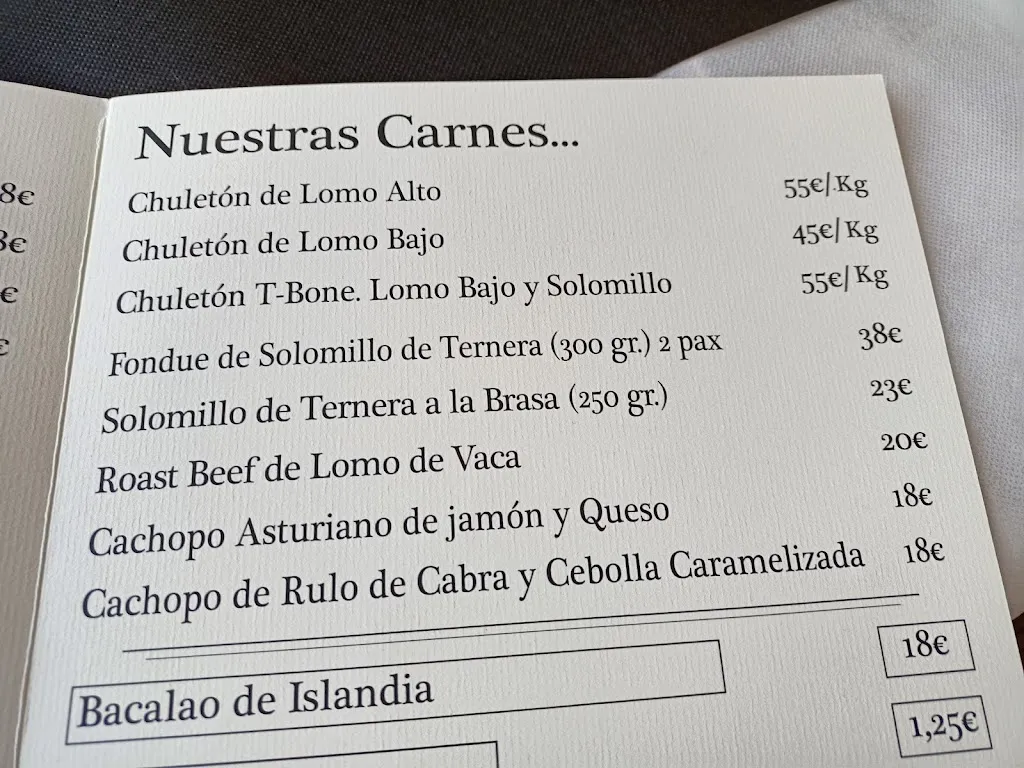 Nuestras Carnes...
Chuletón de Lomo Alto 55€/.Kg
Chuletón de Lomo Bajo 45€/Kg
Chuletón T-Bone. Lomo Bajo y Solomillo 55€/Kg
Fondue de Solomillo de Ternera (300 gr.) 2 pax 38€
Solomillo de Ternera a la Brasa (250 gr.) 23€
Roast Beef de Lomo de Vaca 20€
Cachopo Asturiano de jamón y Queso 18€
Cachopo de Rulo de Cabra y Cebolla Caramelizada 18€
Bacalao de Islandia 18€
1,25€